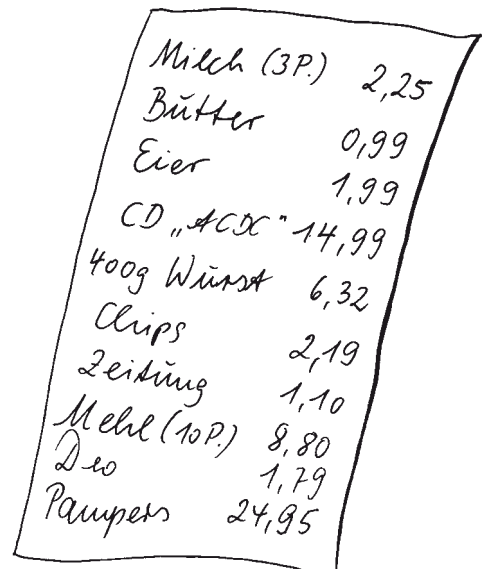 Milch (3P.) 2,25
Butter 0,99
Eier 1,99
CD „ACDC" 14,99
400g Wurst 6,32
Chips 2,19
Zeitung 1,10
Mehl (10P.) 8,80
Deo 1,79
Pampers 24,95